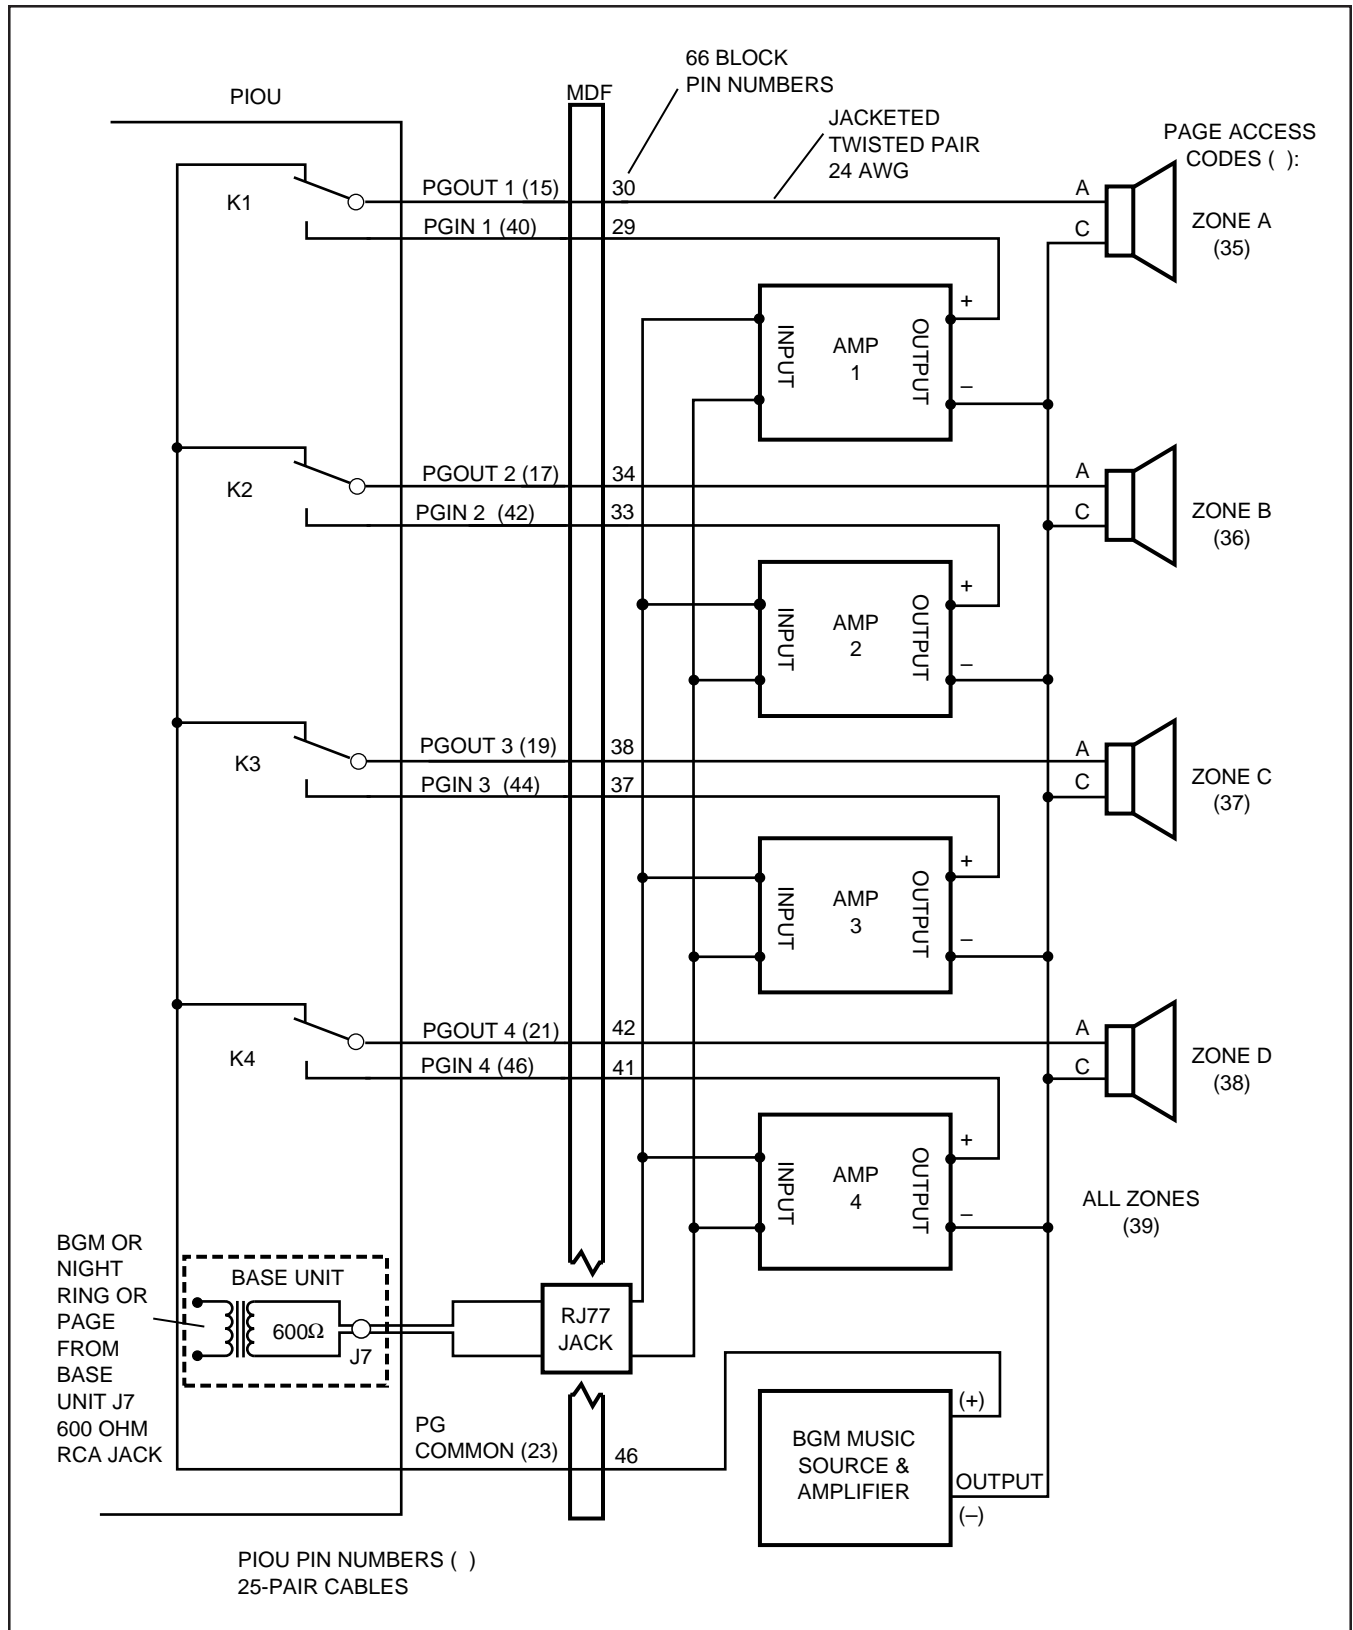 66 BLOCK
PIN NUMBERS
PIOU
MDF
JACKETED
TWISTED PAIR
24 AWG
PAGE ACCESS
CODES ( ):
K1
PGOUT 1 (15)
30
A
PGIN 1 (40)
29
C
ZONE A
(35)
INPUT
AMP
1
OUTPUT
+
–
K2
PGOUT 2 (17)
34
A
PGIN 2 (42)
33
C
ZONE B
(36)
INPUT
AMP
2
OUTPUT
+
–
K3
PGOUT 3 (19)
38
A
PGIN 3 (44)
37
C
ZONE C
(37)
INPUT
AMP
3
OUTPUT
+
–
K4
PGOUT 4 (21)
42
A
PGIN 4 (46)
41
C
ZONE D
(38)
INPUT
AMP
4
OUTPUT
+
–
ALL ZONES
(39)
BGM OR
NIGHT
RING OR
PAGE
FROM
BASE
UNIT J7
600 OHM
RCA JACK
BASE UNIT
600Ω
J7
RJ77
JACK
PG
COMMON (23)
46
BGM MUSIC
SOURCE &
AMPLIFIER
(+)
OUTPUT
(–)
PIOU PIN NUMBERS ( )
25-PAIR CABLES